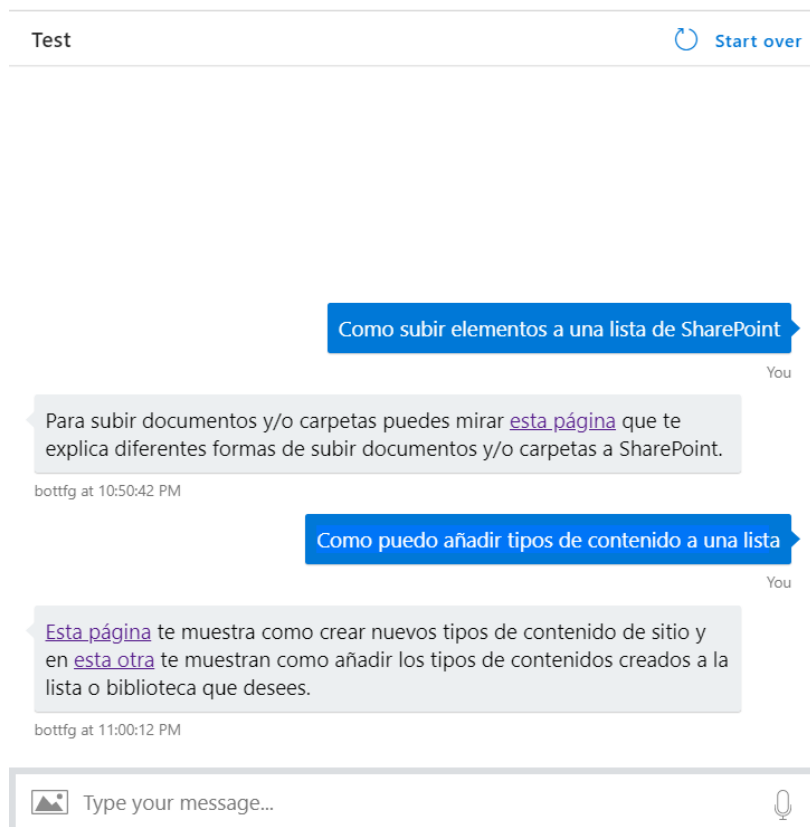 Test
Start over
Como subir elementos a una lista de SharePoint
You
Para subir documentos y/o carpetas puedes mirar esta página que te
explica diferentes formas de subir documentos y/o carpetas a SharePoint.
bottfg at 10:50:42 PM
Como puedo añadir tipos de contenido a una lista
You
Esta página te muestra como crear nuevos tipos de contenido de sitio y
en esta otra te muestran como añadir los tipos de contenidos creados a la
lista o biblioteca que desees.
bottfg at 11:00:12 PM
Type your message...